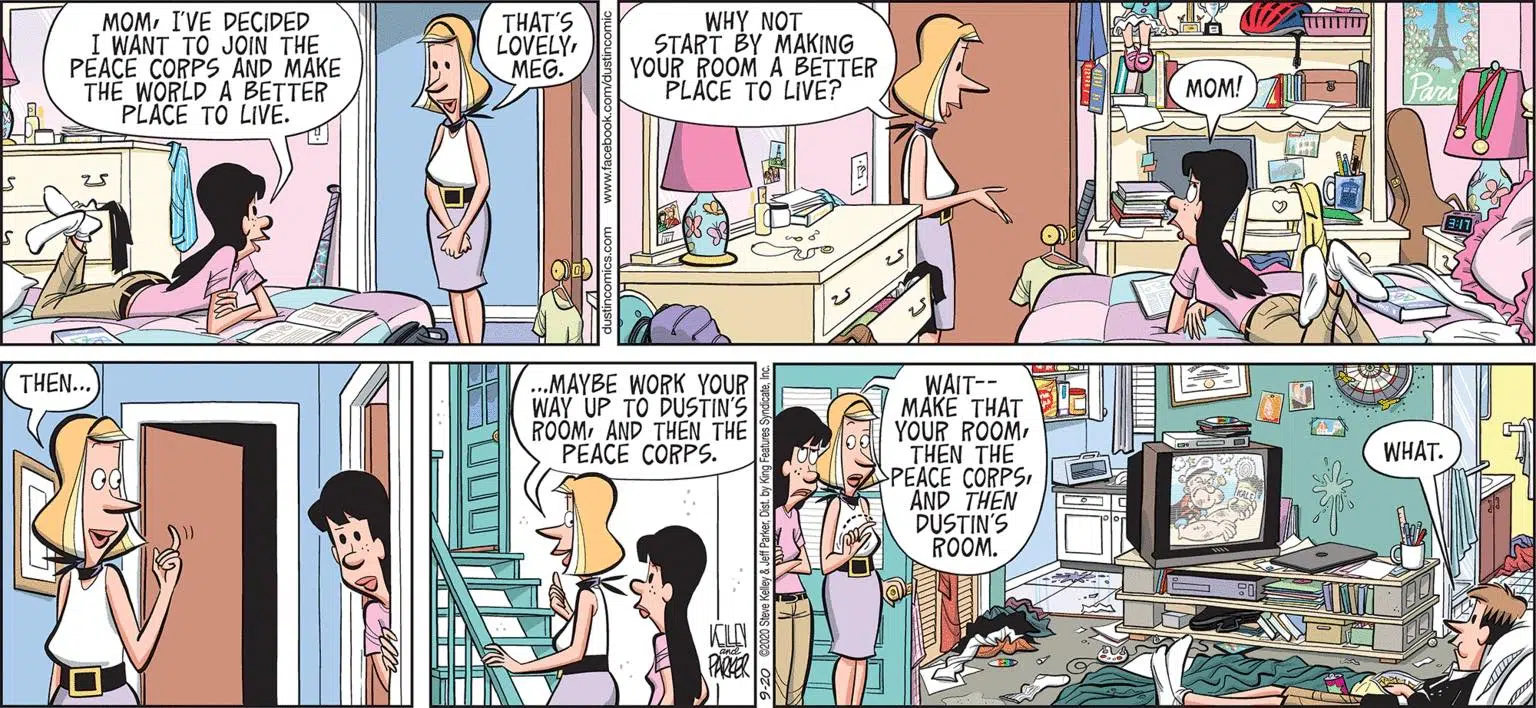 MOM, I'VE DECIDED
I WANT TO JOIN THE
PEACE CORPS AND MAKE
THE WORLD A BETTER
PLACE TO LIVE.
THAT'S
LOVELY,
MEG.
dustincomics.com www.facebook.com/dustincomic
WHY NOT
START BY MAKING
YOUR ROOM A BETTER
PLACE TO LIVE?
MOM!
Paris
3:17
THEN...
...MAYBE WORK YOUR
WAY UP TO DUSTIN'S
ROOM, AND THEN THE
PEACE CORPS.
KELLEY
and
PARKER
9-20 ©2020 Steve Kelley & Jeff Parker, Dist. by King Features Syndicate, Inc.
WAIT--
MAKE THAT
YOUR ROOM,
THEN THE
PEACE CORPS,
AND THEN
DUSTIN'S
ROOM.
KALE
WHAT.